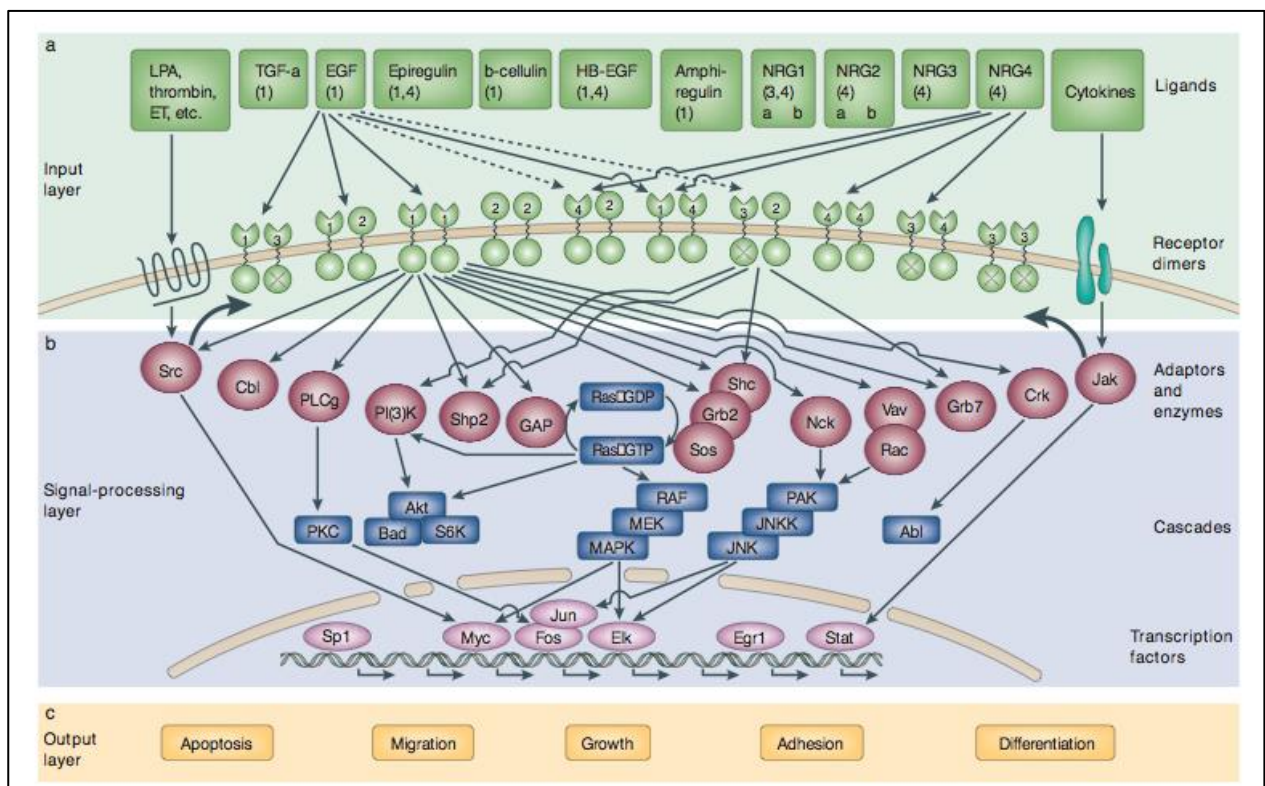 a
LPA,
thrombin,
ET, etc.
TGF-a
(1)
EGF
(1)
Epiregulin
(1,4)
b-cellulin
(1)
HB-EGF
(1,4)
Amphi-
regulin
(1)
NRG1
(3,4)
a b
NRG2
(4)
a b
NRG3
(4)
NRG4
(4)
Cytokines
Ligands
Input
layer
1 3
1 2
1 1
2 2
4 2
1 4
3 2
4 4
3 4
3 3
Receptor
dimers
b
Src
Cbl
PLCg
PI(3)K
Shp2
GAP
Ras□GDP
Ras□GTP
Shc
Grb2
Sos
Nck
Vav
Rac
Grb7
Crk
Jak
Adaptors
and
enzymes
Signal-processing
layer
PKC
Akt
Bad
S6K
RAF
MEK
MAPK
PAK
JNKK
JNK
Abl
Cascades
Sp1
Myc
Jun
Fos
Elk
Egr1
Stat
Transcription
factors
c
Output
layer
Apoptosis
Migration
Growth
Adhesion
Differentiation